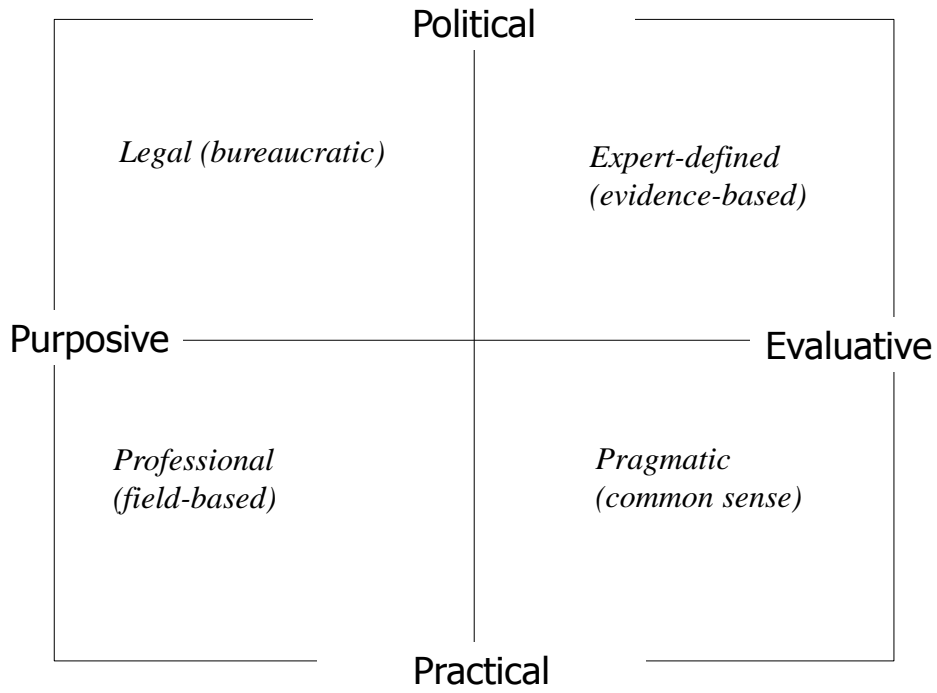 Political
Legal (bureaucratic)
Expert-defined
(evidence-based)
Purposive
Evaluative
Professional
(field-based)
Pragmatic
(common sense)
Practical